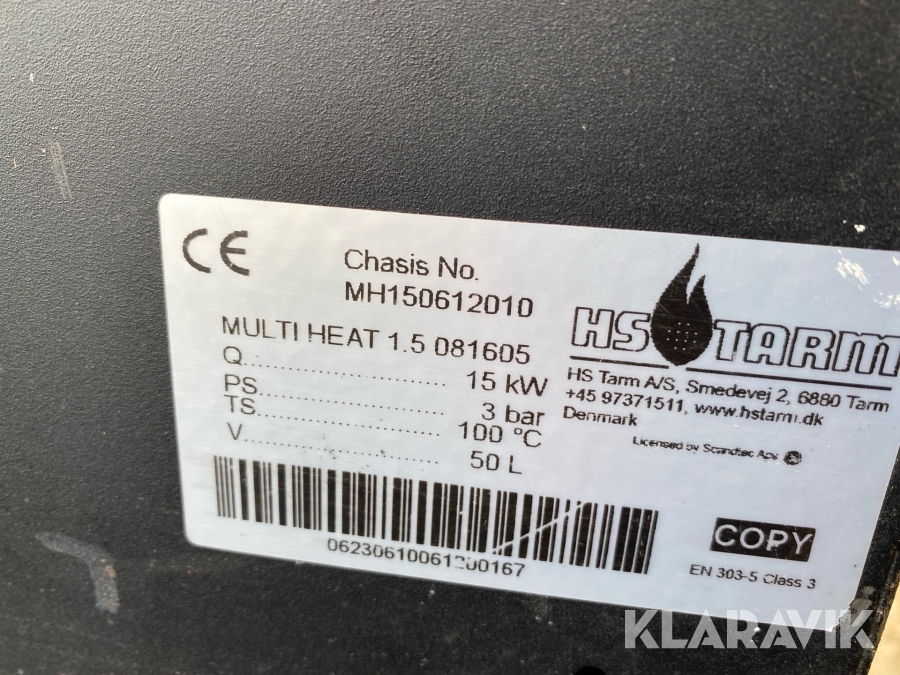 CE
Chasis No.
MH150612010
MULTI HEAT 1.5 081605
Q.: 15 kW
PS 3 bar
TS 100 °C
V 50 L
HS TARM
HS Tarm A/S, Smedevej 2, 6880 Tarm
+45 97371511, www.hstarm.dk
Denmark
Licensed by Scandtec Aps
COPY
EN 303-5 Class 3
KLARAVIK